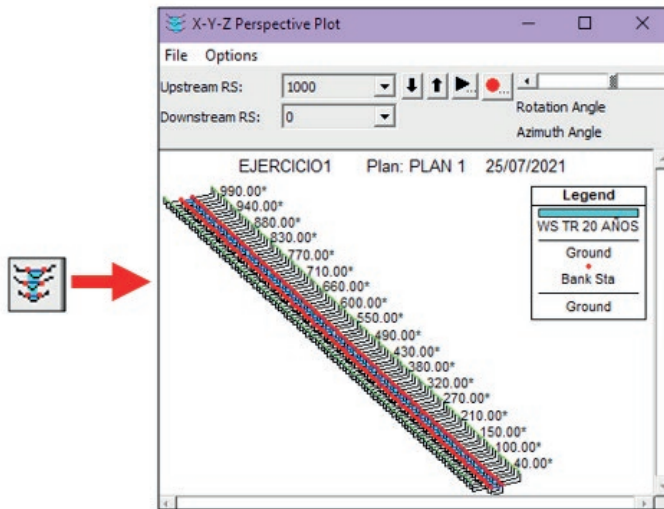 X-Y-Z Perspective Plot
File Options
Upstream RS: 1000
Downstream RS: 0
Rotation Angle
Azimuth Angle
EJERCICIO1 Plan: PLAN 1 25/07/2021
Legend
WS TR 20 AÑOS
Ground
Bank Sta
Ground
990.00*
940.00*
880.00*
830.00*
770.00*
710.00*
660.00*
600.00*
550.00*
490.00*
430.00*
380.00*
320.00*
270.00*
210.00*
150.00*
100.00*
40.00*